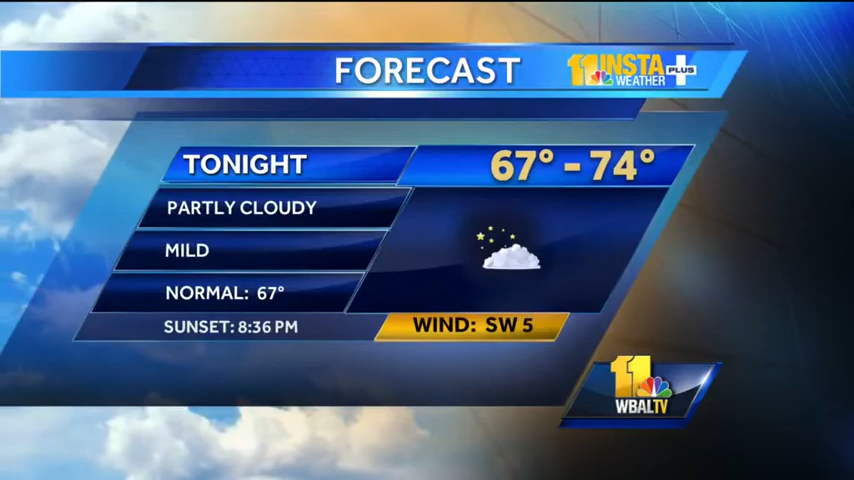 FORECAST
11 INSTA
WEATHER PLUS
TONIGHT
67° - 74°
PARTLY CLOUDY
MILD
NORMAL: 67°
SUNSET: 8:36 PM
WIND: SW 5
11
WBALTV